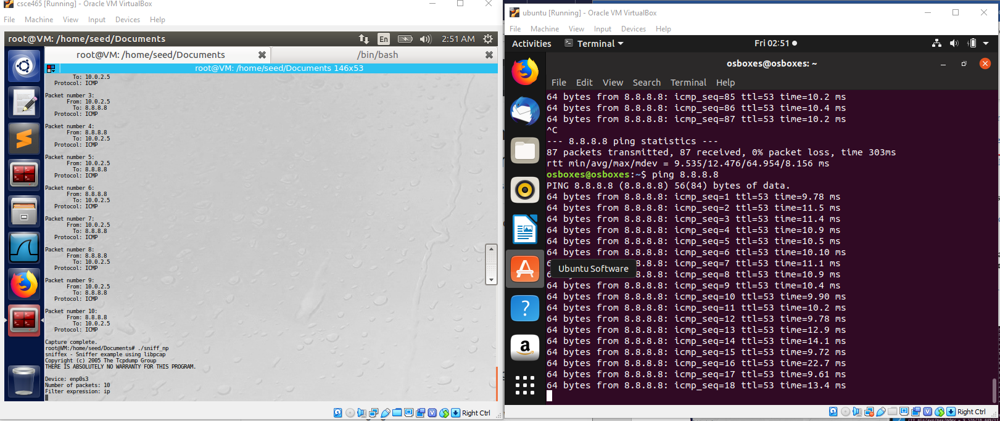 csce465 [Running] - Oracle VM VirtualBox
File Machine View Input Devices Help
root@VM: /home/seed/Documents
En
2:51 AM
root@VM: /home/seed/Documents
/bin/bash
root@VM: /home/seed/Documents 146x53
To: 10.0.2.5
Protocol: ICMP
Packet number 3:
From: 10.0.2.5
To: 8.8.8.8
Protocol: ICMP
Packet number 4:
From: 8.8.8.8
To: 10.0.2.5
Protocol: ICMP
Packet number 5:
From: 10.0.2.5
To: 8.8.8.8
Protocol: ICMP
Packet number 6:
From: 8.8.8.8
To: 10.0.2.5
Protocol: ICMP
Packet number 7:
From: 10.0.2.5
To: 8.8.8.8
Protocol: ICMP
Packet number 8:
From: 8.8.8.8
To: 10.0.2.5
Protocol: ICMP
Packet number 9:
From: 10.0.2.5
To: 8.8.8.8
Protocol: ICMP
Packet number 10:
From: 8.8.8.8
To: 10.0.2.5
Protocol: ICMP
Capture complete.
root@VM:/home/seed/Documents# ./sniff_np
sniffex - Sniffer example using libpcap
Copyright (c) 2005 The Tcpdump Group
THERE IS ABSOLUTELY NO WARRANTY FOR THIS PROGRAM.
Device: enp0s3
Number of packets: 10
Filter expression: ip
Right Ctrl
ubuntu [Running] - Oracle VM VirtualBox
File Machine View Input Devices Help
Activities
Terminal
Fri 02:51
osboxes@osboxes: ~
File Edit View Search Terminal Help
64 bytes from 8.8.8.8: icmp_seq=85 ttl=53 time=10.2 ms
64 bytes from 8.8.8.8: icmp_seq=86 ttl=53 time=10.4 ms
64 bytes from 8.8.8.8: icmp_seq=87 ttl=53 time=10.2 ms
^C
--- 8.8.8.8 ping statistics ---
87 packets transmitted, 87 received, 0% packet loss, time 303ms
rtt min/avg/max/mdev = 9.535/12.476/64.954/8.156 ms
osboxes@osboxes:~$ ping 8.8.8.8
PING 8.8.8.8 (8.8.8.8) 56(84) bytes of data.
64 bytes from 8.8.8.8: icmp_seq=1 ttl=53 time=9.78 ms
64 bytes from 8.8.8.8: icmp_seq=2 ttl=53 time=11.5 ms
64 bytes from 8.8.8.8: icmp_seq=3 ttl=53 time=11.4 ms
64 bytes from 8.8.8.8: icmp_seq=4 ttl=53 time=10.9 ms
64 bytes from 8.8.8.8: icmp_seq=5 ttl=53 time=10.5 ms
64 bytes from 8.8.8.8: icmp_seq=6 ttl=53 time=10.10 ms
8.8: icmp_seq=7 ttl=53 time=11.1 ms
Ubuntu Software
8.8: icmp_seq=8 ttl=53 time=10.9 ms
64 bytes from 8.8.8.8: icmp_seq=9 ttl=53 time=10.4 ms
64 bytes from 8.8.8.8: icmp_seq=10 ttl=53 time=9.90 ms
64 bytes from 8.8.8.8: icmp_seq=11 ttl=53 time=10.2 ms
64 bytes from 8.8.8.8: icmp_seq=12 ttl=53 time=9.78 ms
64 bytes from 8.8.8.8: icmp_seq=13 ttl=53 time=12.9 ms
64 bytes from 8.8.8.8: icmp_seq=14 ttl=53 time=14.1 ms
64 bytes from 8.8.8.8: icmp_seq=15 ttl=53 time=9.72 ms
64 bytes from 8.8.8.8: icmp_seq=16 ttl=53 time=22.7 ms
64 bytes from 8.8.8.8: icmp_seq=17 ttl=53 time=9.61 ms
64 bytes from 8.8.8.8: icmp_seq=18 ttl=53 time=13.4 ms
Right Ctrl